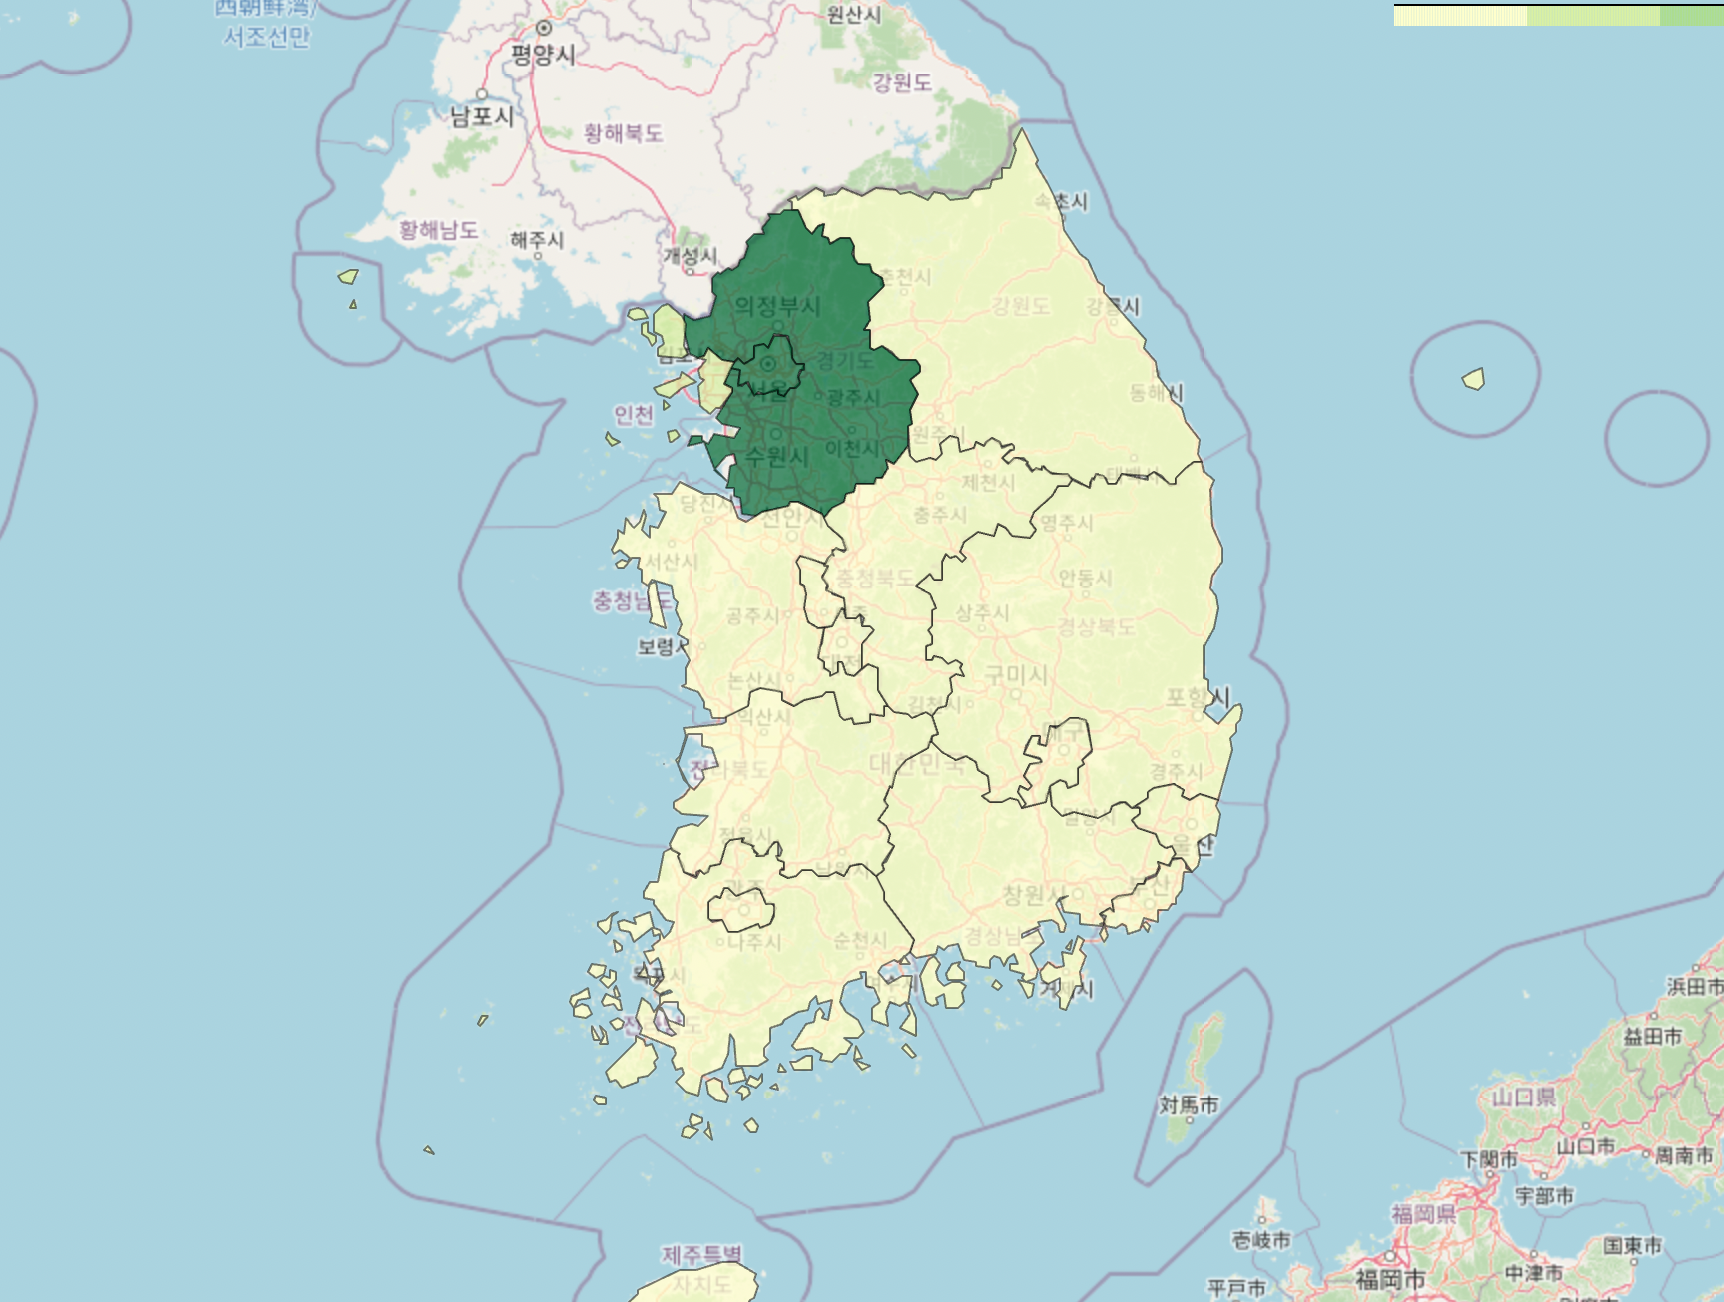 西朝鮮湾/
서조선만
원산시
평양시
강원도
남포시
황해북도
속초시
황해남도
해주시
개성시
춘천시
의정부시
강원도
강릉시
경기도
서울
광주시
동해시
인천
원주시
이천시
수원시
태백시
제천시
당진시
충주시
천안시
영주시
서산시
충청북도
안동시
충청남도
공주시
상주시
경상북도
보령시
대전
구미시
논산시
김천시
포항시
익산시
대구
대한민국
전라북도
경주시
밀양시
정읍시
울산
남원시
광주
부산
창원시
나주시
순천시
경상남도
목포시
여수시
거제시
浜田市
전라남도
益田市
山口県
対馬市
山口市
下関市
周南市
宇部市
福岡県
壱岐市
国東市
제주특별
자치도
中津市
福岡市
平戸市